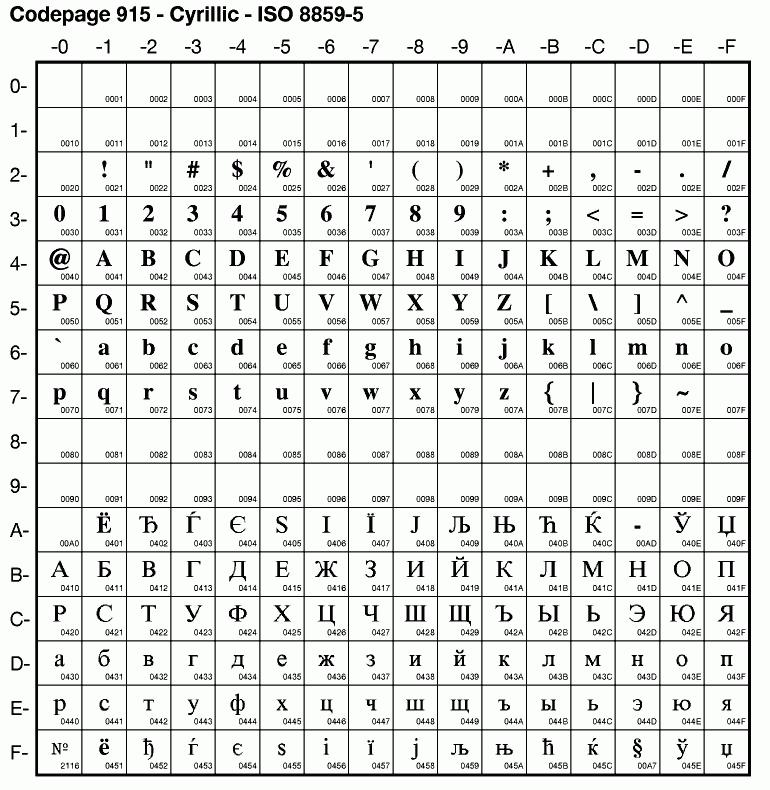 Codepage 915 - Cyrillic - ISO 8859-5
-0 -1 -2 -3 -4 -5 -6 -7 -8 -9 -A -B -C -D -E -F
0-
0001 0002 0003 0004 0005 0006 0007 0008 0009 000A 000B 000C 000D 000E 000F
1-
0010 0011 0012 0013 0014 0015 0016 0017 0018 0019 001A 001B 001C 001D 001E 001F
2- ! " # $ % & ' ( ) * + , - . /
0020 0021 0022 0023 0024 0025 0026 0027 0028 0029 002A 002B 002C 002D 002E 002F
3- 0 1 2 3 4 5 6 7 8 9 : ; < = > ?
0030 0031 0032 0033 0034 0035 0036 0037 0038 0039 003A 003B 003C 003D 003E 003F
4- @ A B C D E F G H I J K L M N O
0040 0041 0042 0043 0044 0045 0046 0047 0048 0049 004A 004B 004C 004D 004E 004F
5- P Q R S T U V W X Y Z [ \ ] ^ _
0050 0051 0052 0053 0054 0055 0056 0057 0058 0059 005A 005B 005C 005D 005E 005F
6- ` a b c d e f g h i j k l m n o
0060 0061 0062 0063 0064 0065 0066 0067 0068 0069 006A 006B 006C 006D 006E 006F
7- p q r s t u v w x y z { | } ~
0070 0071 0072 0073 0074 0075 0076 0077 0078 0079 007A 007B 007C 007D 007E 007F
8-
0080 0081 0082 0083 0084 0085 0086 0087 0088 0089 008A 008B 008C 008D 008E 008F
9-
0090 0091 0092 0093 0094 0095 0096 0097 0098 0099 009A 009B 009C 009D 009E 009F
A- Ё Ђ Ѓ Є Ѕ І Ї Ј Љ Њ Ћ Ќ - Ў Џ
00A0 0401 0402 0403 0404 0405 0406 0407 0408 0409 040A 040B 040C 00AD 040E 040F
B- А Б В Г Д Е Ж З И Й К Л М Н О П
0410 0411 0412 0413 0414 0415 0416 0417 0418 0419 041A 041B 041C 041D 041E 041F
C- Р С Т У Ф Х Ц Ч Ш Щ Ъ Ы Ь Э Ю Я
0420 0421 0422 0423 0424 0425 0426 0427 0428 0429 042A 042B 042C 042D 042E 042F
D- а б в г д е ж з и й к л м н о п
0430 0431 0432 0433 0434 0435 0436 0437 0438 0439 043A 043B 043C 043D 043E 043F
E- р с т у ф х ц ч ш щ ъ ы ь э ю я
0440 0441 0442 0443 0444 0445 0446 0447 0448 0449 044A 044B 044C 044D 044E 044F
F- № ё ђ ѓ є ѕ і ї ј љ њ ћ ќ § ў џ
2116 0451 0452 0453 0454 0455 0456 0457 0458 0459 045A 045B 045C 00A7 045E 045F